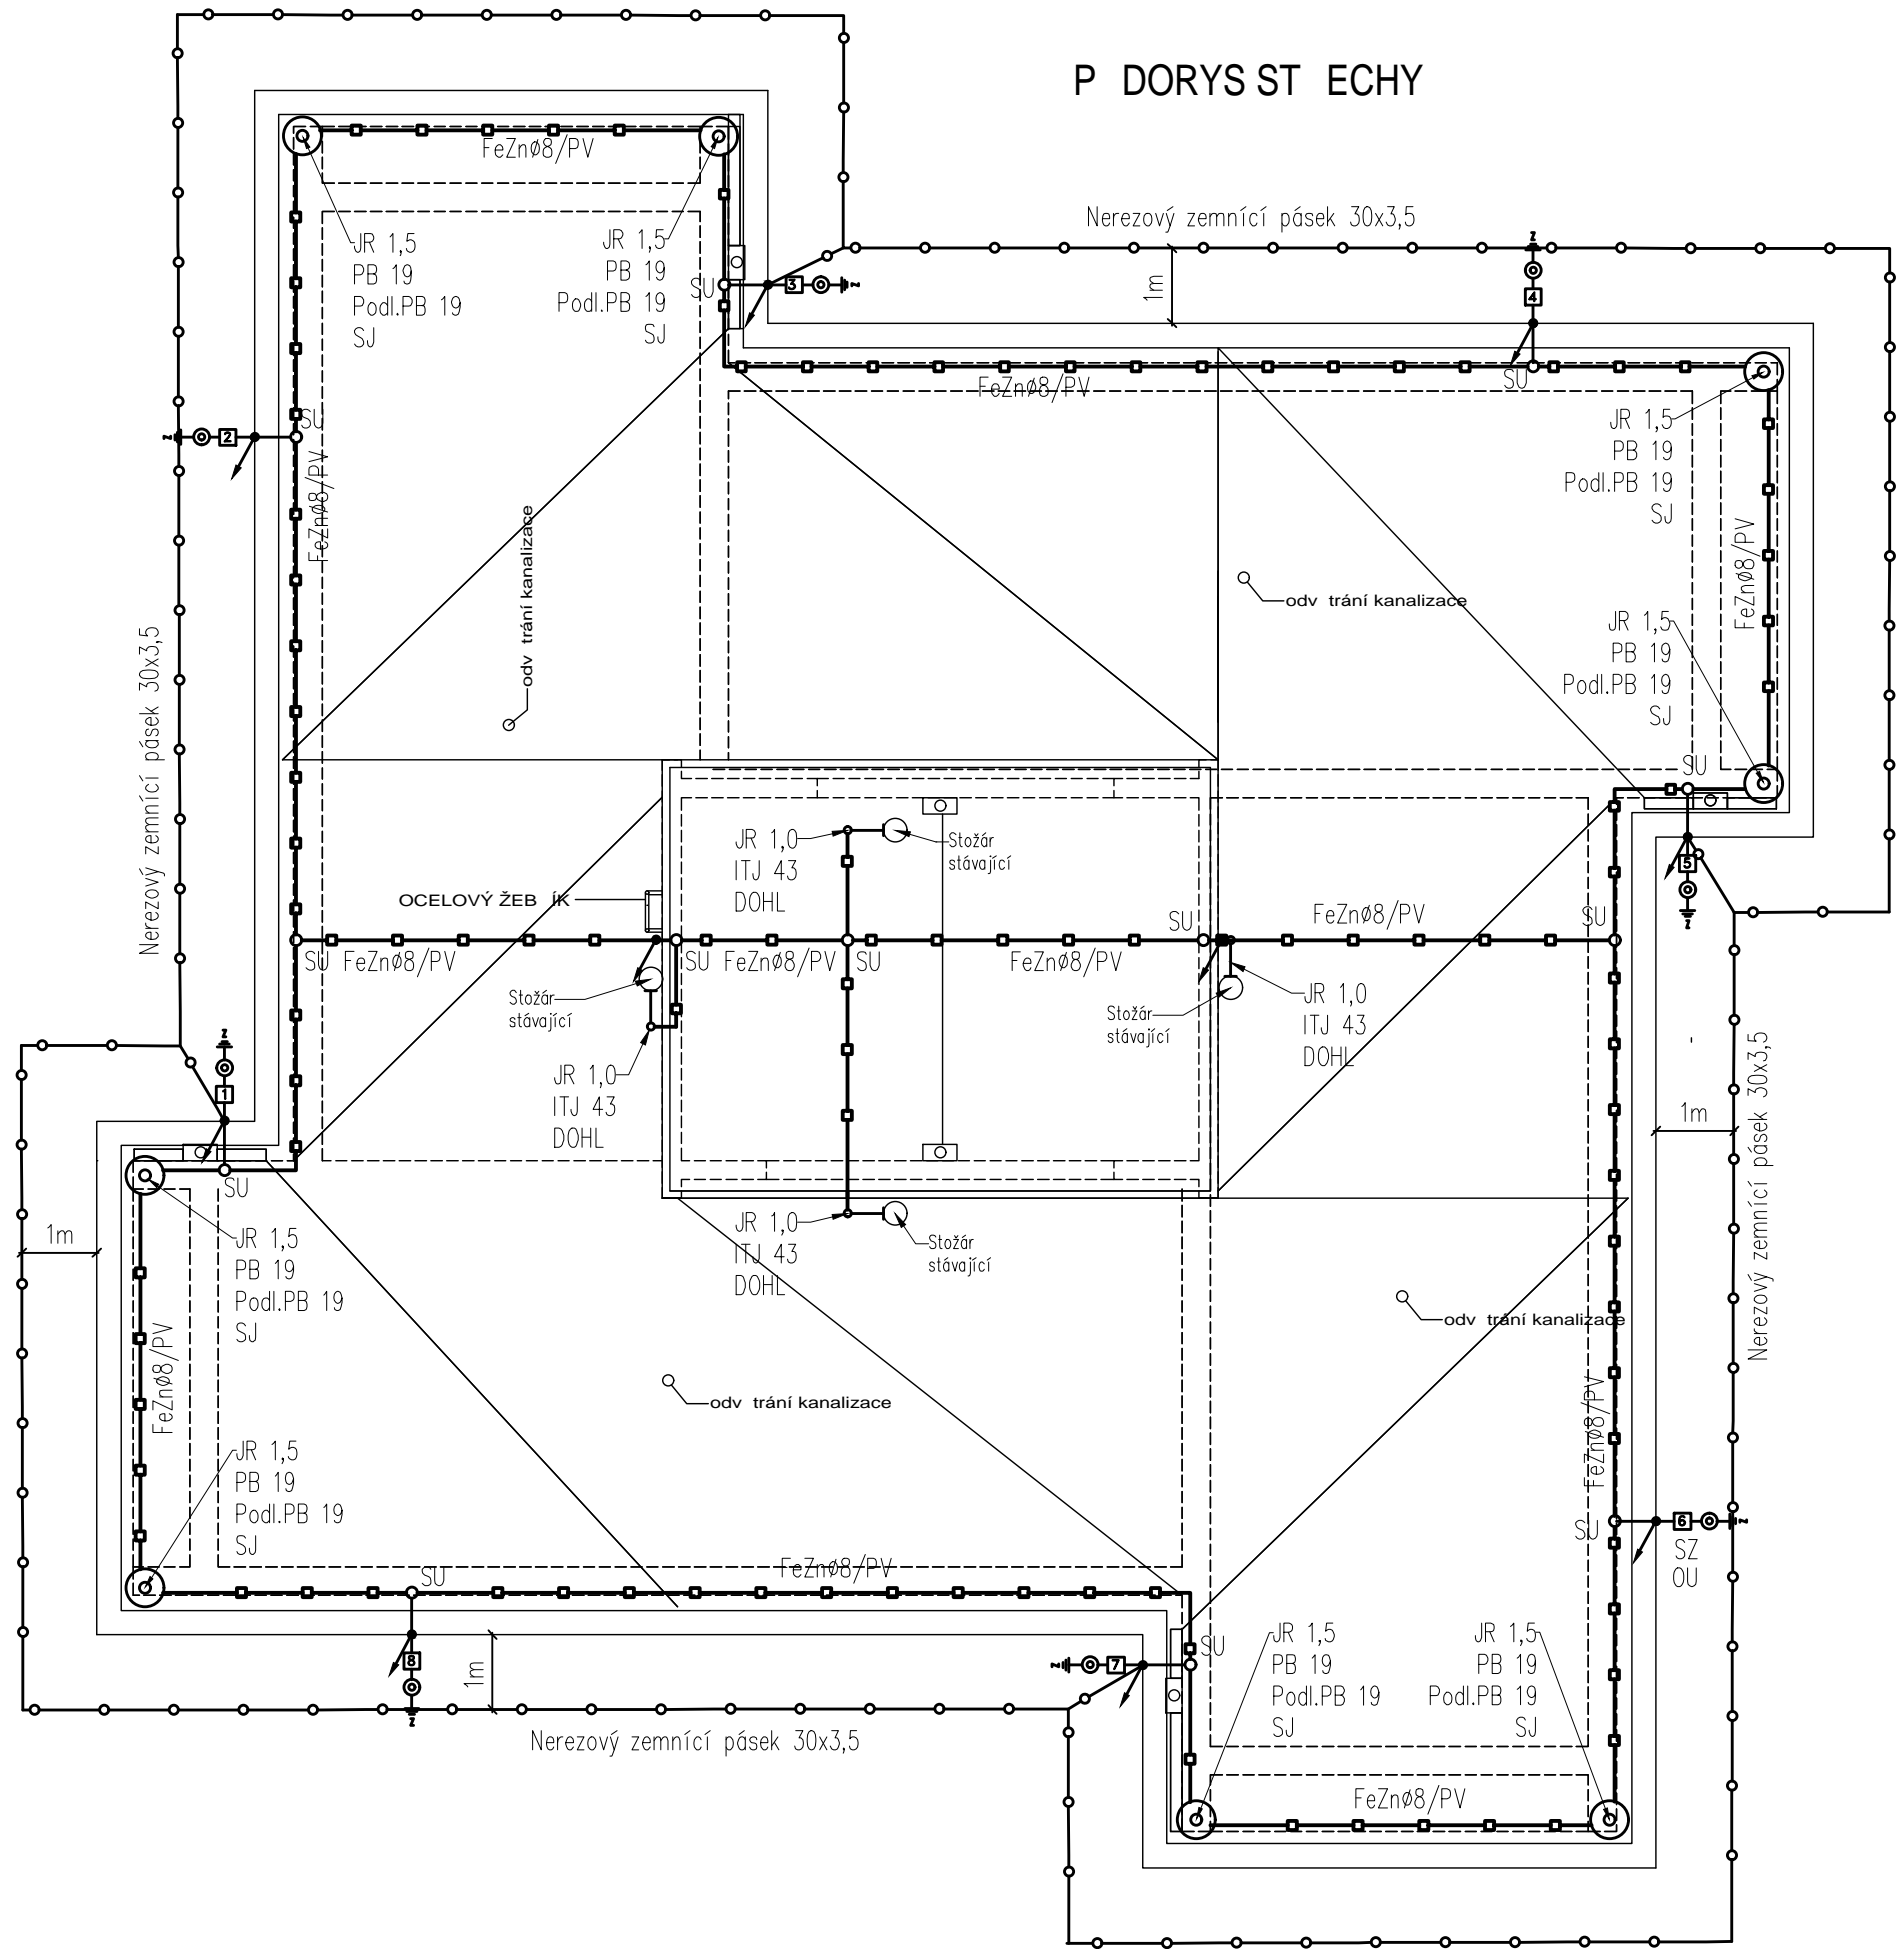 P DORYS ST ECHY
FeZnø8/PV
JR 1,5
PB 19
Podl.PB 19
SJ
JR 1,5
PB 19
Podl.PB 19
SJ
SU
3
z
Nerezový zemnící pásek 30x3,5
1m
z
4
SU
FeZnø8/PV
JR 1,5
PB 19
Podl.PB 19
SJ
z
2
SU
FeZnø8/PV
odv trání kanalizace
odv trání kanalizace
FeZnø8/PV
JR 1,5
PB 19
Podl.PB 19
SJ
SU
5
z
Nerezový zemnící pásek 30x3,5
JR 1,0
ITJ 43
DOHL
Stožár
stávající
OCELOVÝ ŽEB ÍK
SU
FeZnø8/PV
SU
FeZnø8/PV
SU
FeZnø8/PV
SU
FeZnø8/PV
SU
Stožár
stávající
JR 1,0
ITJ 43
DOHL
Stožár
stávající
JR 1,0
ITJ 43
DOHL
z
1
SU
1m
Nerezový zemnící pásek 30x3,5
1m
JR 1,5
PB 19
Podl.PB 19
SJ
JR 1,0
ITJ 43
DOHL
Stožár
stávající
odv trání kanalizace
odv trání kanalizace
FeZnø8/PV
JR 1,5
PB 19
Podl.PB 19
SJ
FeZnø8/PV
SU
6
z
SZ
OU
SU
FeZnø8/PV
8
z
1m
z
7
SU
JR 1,5
PB 19
Podl.PB 19
SJ
JR 1,5
PB 19
Podl.PB 19
SJ
Nerezový zemnící pásek 30x3,5
FeZnø8/PV